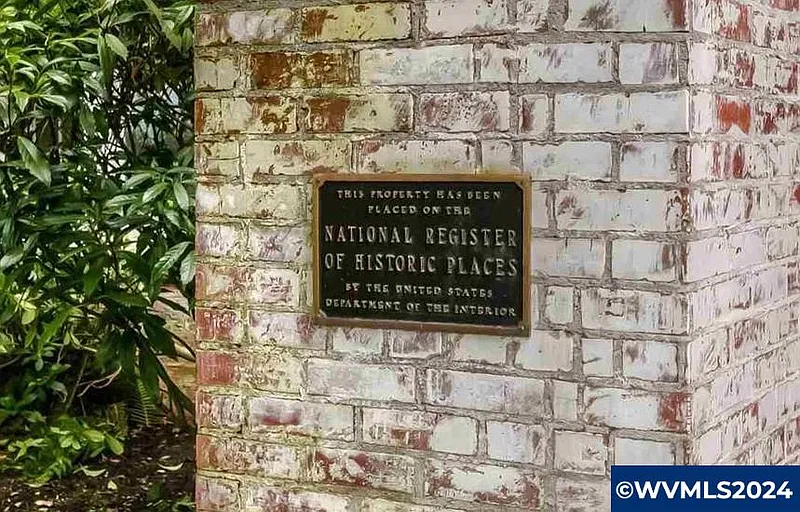 THIS PROPERTY HAS BEEN
PLACED ON THE
NATIONAL REGISTER
OF HISTORIC PLACES
BY THE UNITED STATES
DEPARTMENT OF THE INTERIOR
©WVMLS2024